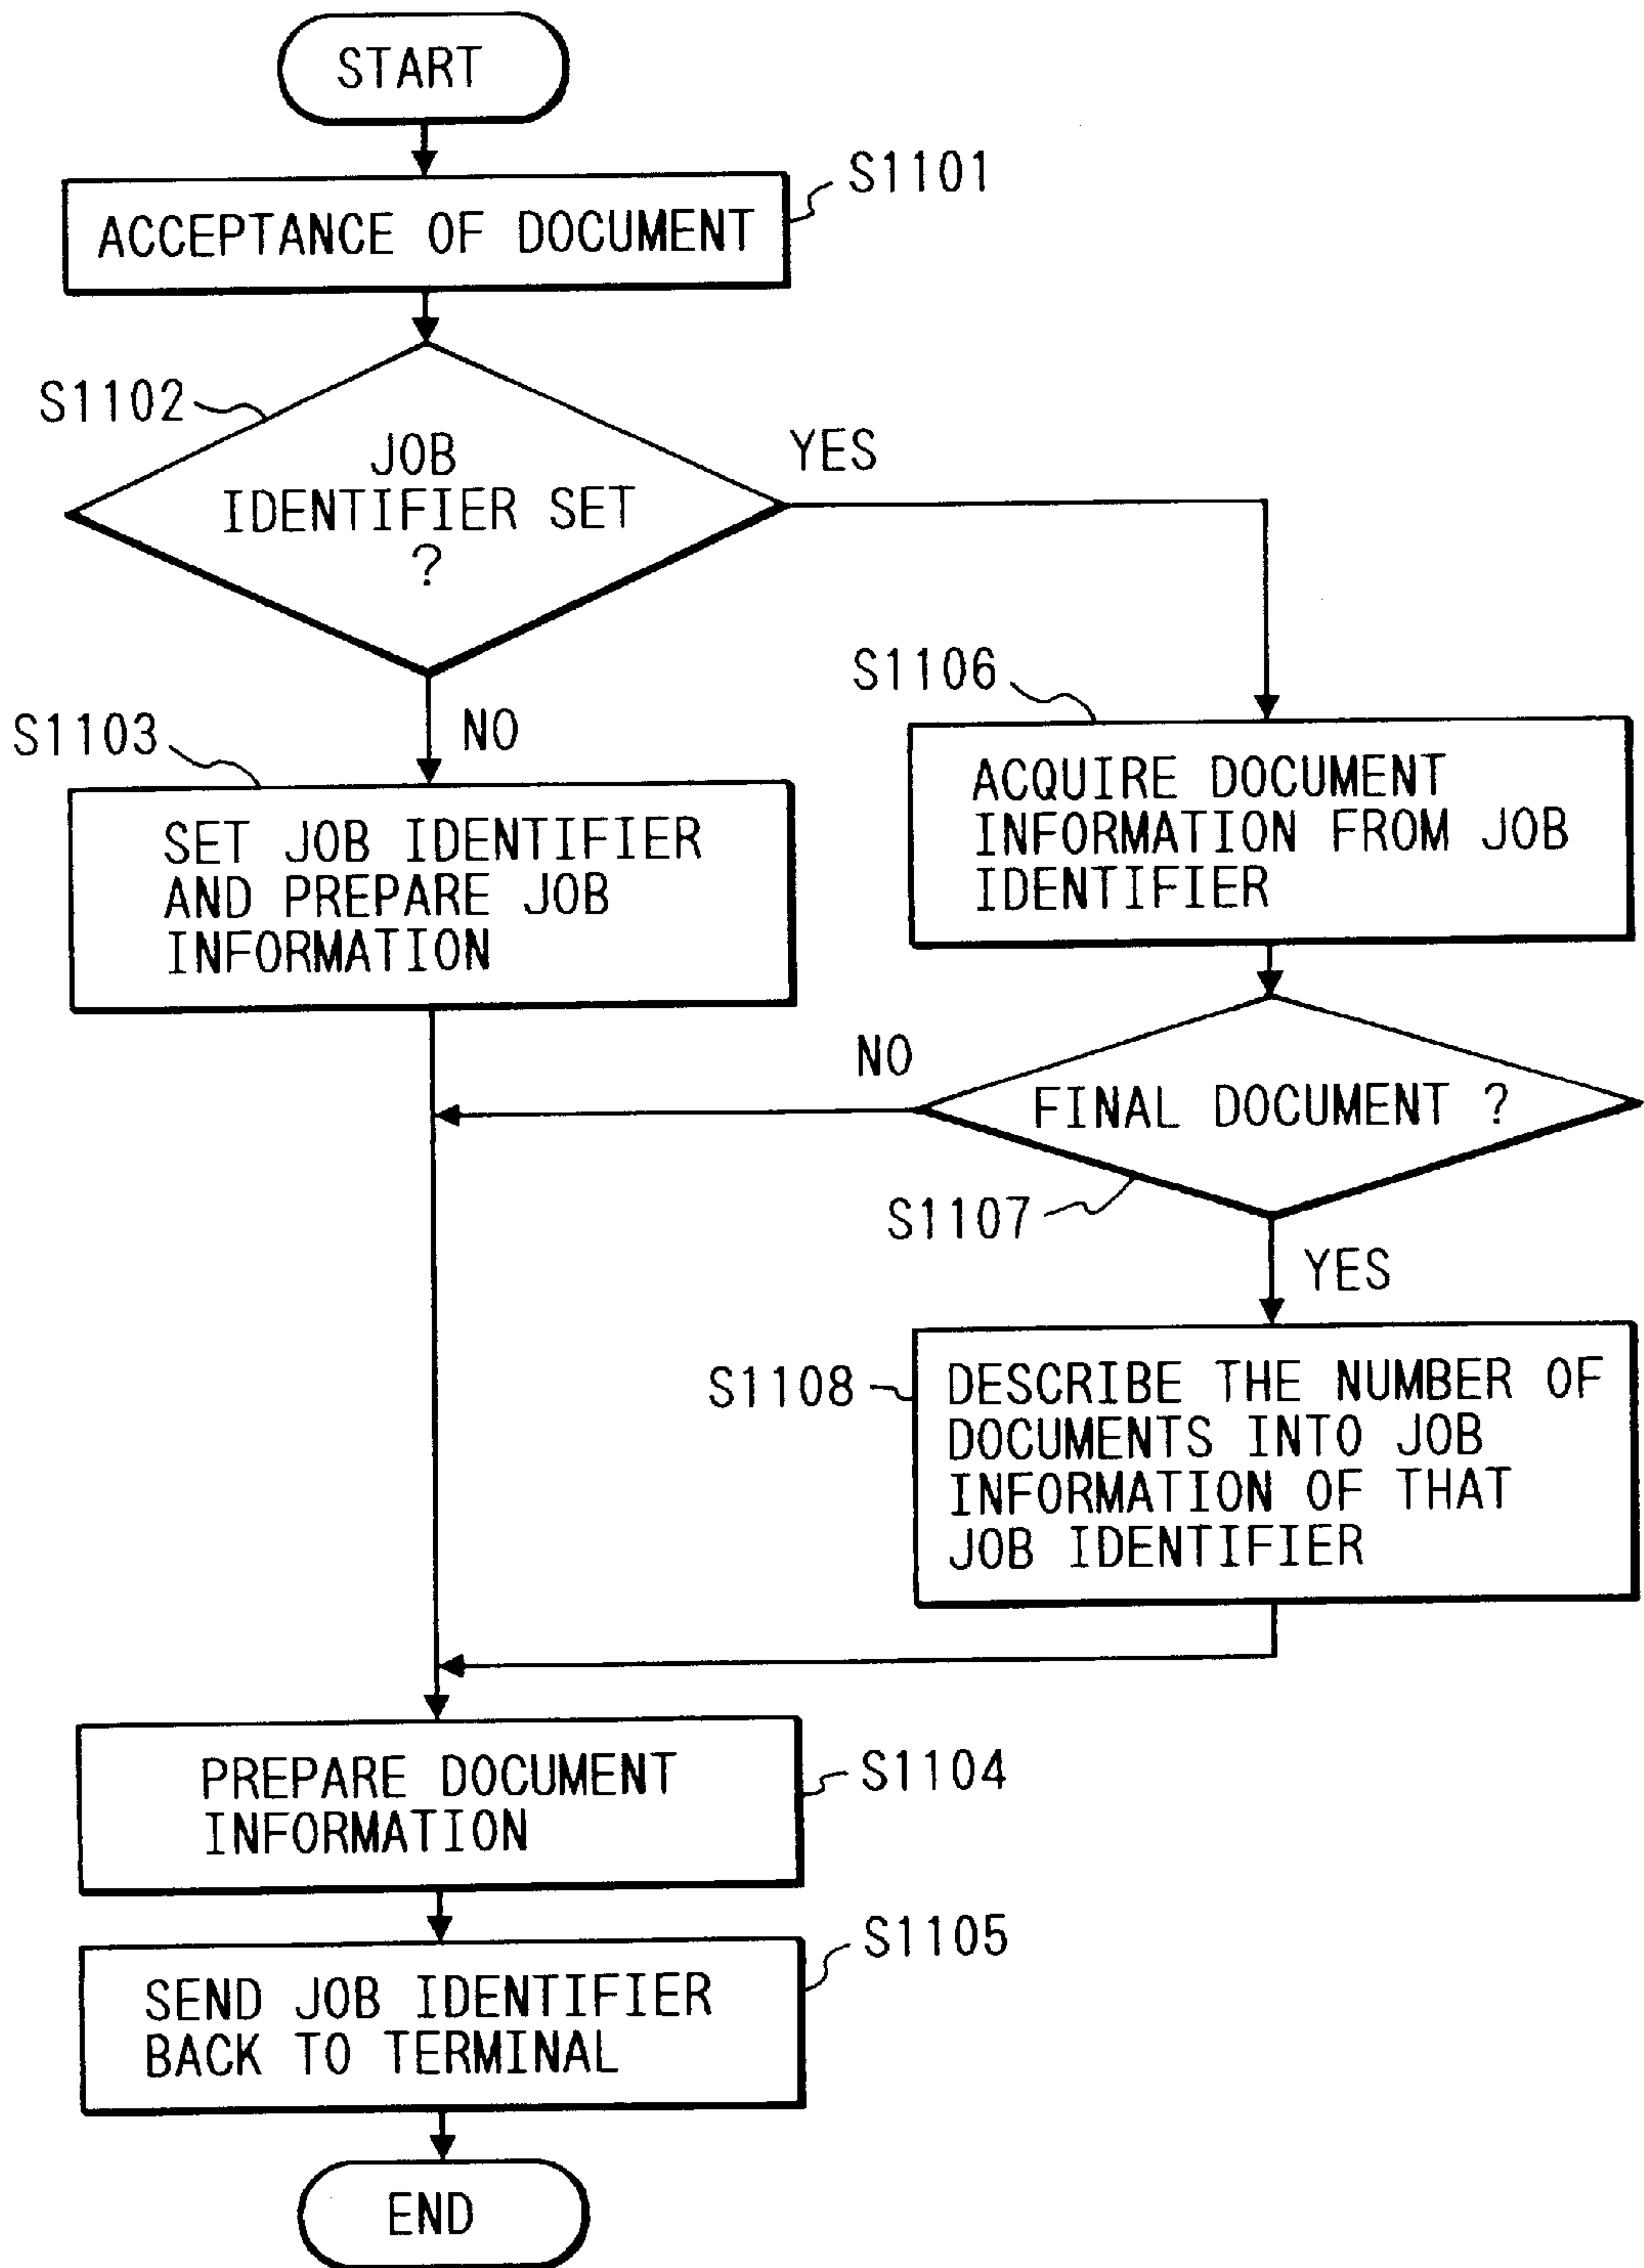 START
S1101
ACCEPTANCE OF DOCUMENT
S1102
JOB
IDENTIFIER SET
?
YES
S1103
NO
SET JOB IDENTIFIER
AND PREPARE JOB
INFORMATION
S1106
ACQUIRE DOCUMENT
INFORMATION FROM JOB
IDENTIFIER
NO
FINAL DOCUMENT ?
S1107
YES
S1108
DESCRIBE THE NUMBER OF
DOCUMENTS INTO JOB
INFORMATION OF THAT
JOB IDENTIFIER
PREPARE DOCUMENT
INFORMATION
S1104
S1105
SEND JOB IDENTIFIER
BACK TO TERMINAL
END